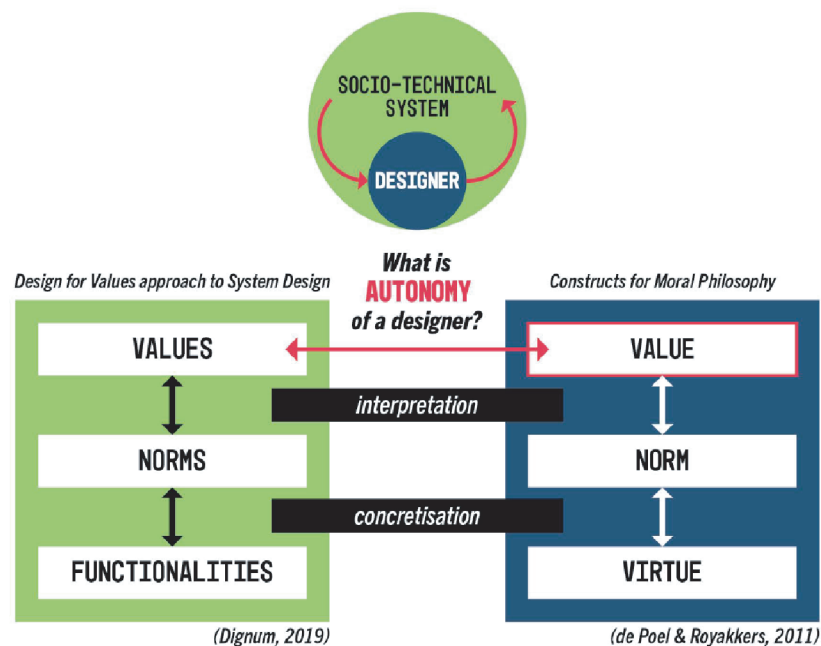 SOCIO-TECHNICAL
SYSTEM
DESIGNER
What is
AUTONOMY
of a designer?
Design for Values approach to System Design
Constructs for Moral Philosophy
VALUES
VALUE
interpretation
NORMS
NORM
concretisation
FUNCTIONALITIES
VIRTUE
(Dignum, 2019)
(de Poel & Royakkers, 2011)